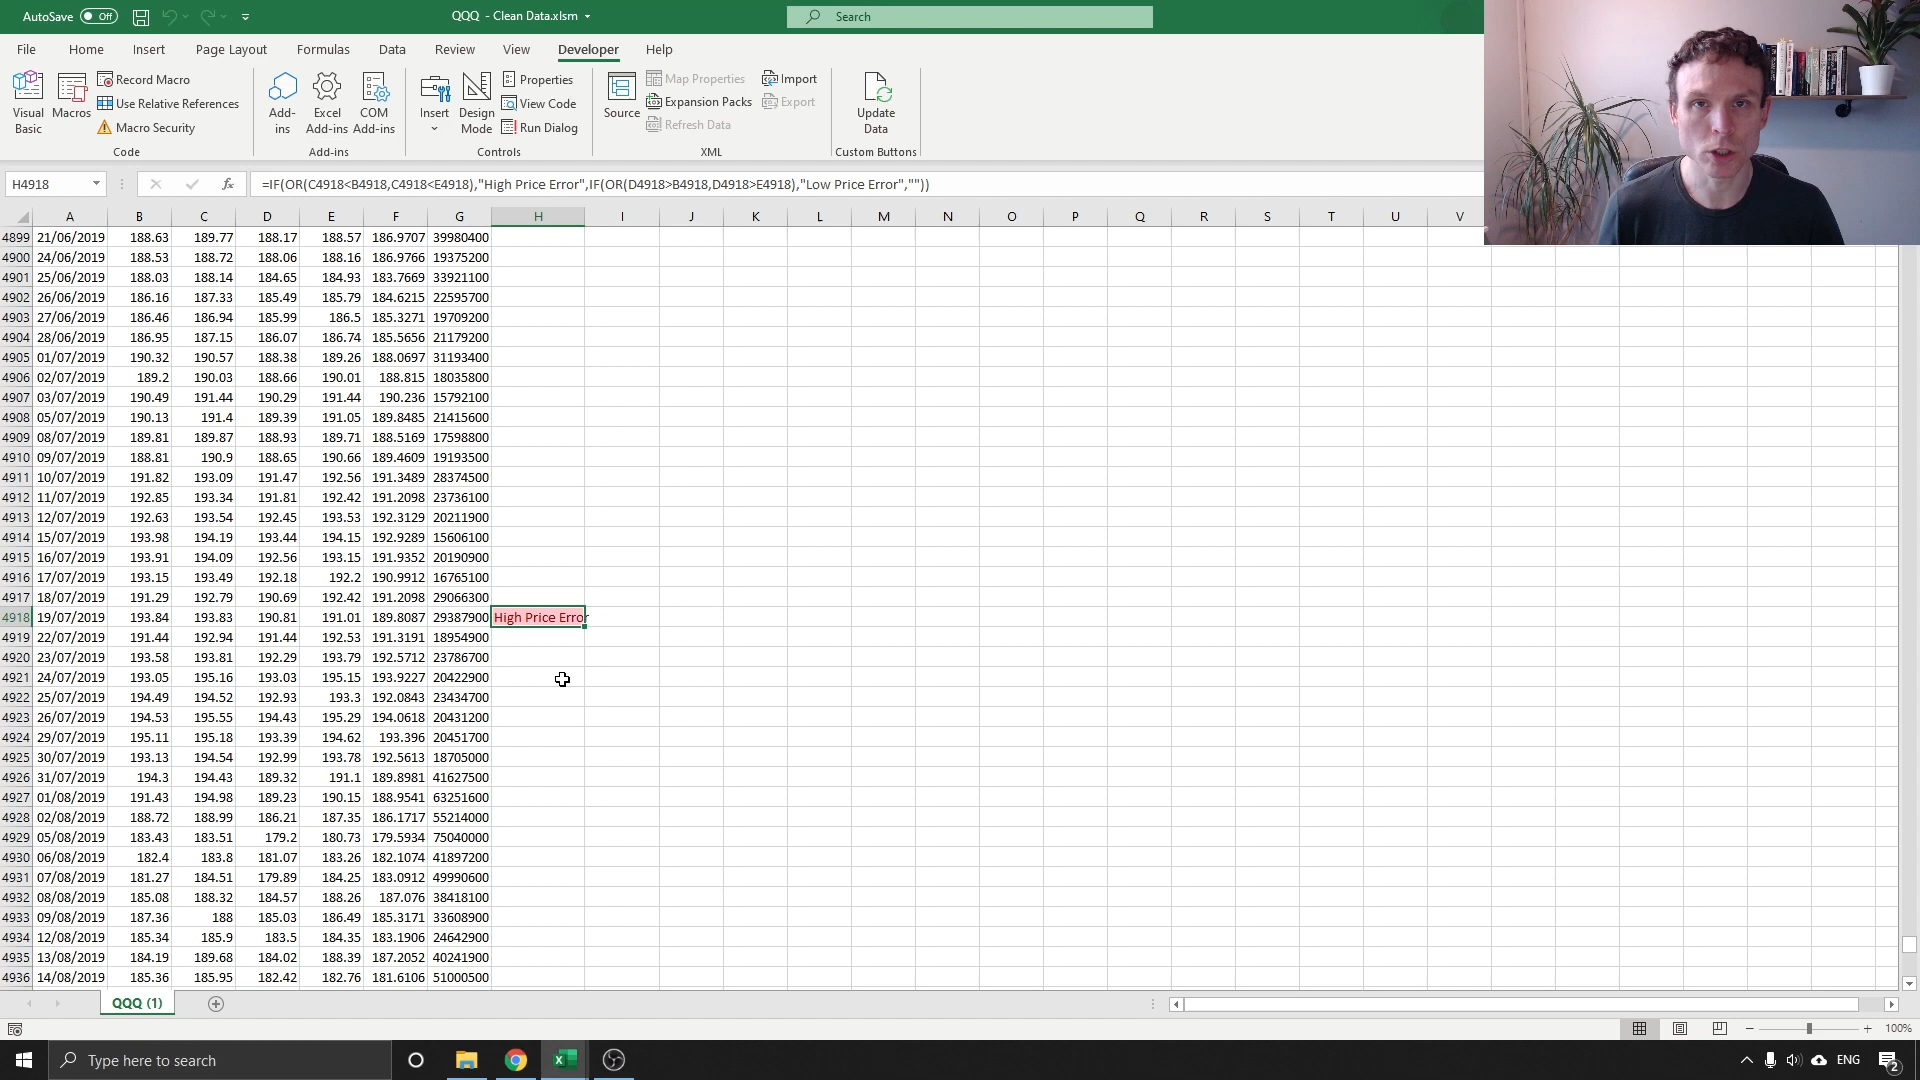 AutoSave Off QQQ - Clean Data.xlsm Search
File Home Insert Page Layout Formulas Data Review View Developer Help
Visual Basic
Macros
Record Macro
Use Relative References
Macro Security
Code
Add-ins
Excel Add-ins
COM Add-ins
Add-ins
Insert
Design Mode
Properties
View Code
Run Dialog
Controls
Source
Map Properties
Expansion Packs
Refresh Data
Import
Export
XML
Update Data
Custom Buttons
H4918 fx =IF(OR(C4918<B4918,C4918<E4918),"High Price Error",IF(OR(D4918>B4918,D4918>E4918),"Low Price Error",""))
A B C D E F G H I J K L M N O P Q R S T U V
4899 21/06/2019 188.63 189.77 188.17 188.57 186.9707 39980400
4900 24/06/2019 188.53 188.72 188.06 188.16 186.9766 19375200
4901 25/06/2019 188.03 188.14 184.65 184.93 183.7669 33921100
4902 26/06/2019 186.16 187.33 185.49 185.79 184.6215 22595700
4903 27/06/2019 186.46 186.94 185.99 186.5 185.3271 19709200
4904 28/06/2019 186.95 187.15 186.07 186.74 185.5656 21179200
4905 01/07/2019 190.32 190.57 188.38 189.26 188.0697 31193400
4906 02/07/2019 189.2 190.03 188.66 190.01 188.815 18035800
4907 03/07/2019 190.49 191.44 190.29 191.44 190.236 15792100
4908 05/07/2019 190.13 191.4 189.39 191.05 189.8485 21415600
4909 08/07/2019 189.81 189.87 188.93 189.71 188.5169 17598800
4910 09/07/2019 188.81 190.9 188.65 190.66 189.4609 19193500
4911 10/07/2019 191.82 193.09 191.47 192.56 191.3489 28374500
4912 11/07/2019 192.85 193.34 191.81 192.42 191.2098 23736100
4913 12/07/2019 192.63 193.54 192.45 193.53 192.3129 20211900
4914 15/07/2019 193.98 194.19 193.44 194.15 192.9289 15606100
4915 16/07/2019 193.91 194.09 192.56 193.15 191.9352 20190900
4916 17/07/2019 193.15 193.49 192.18 192.2 190.9912 16765100
4917 18/07/2019 191.29 192.79 190.69 192.42 191.2098 29066300
4918 19/07/2019 193.84 193.83 190.81 191.01 189.8087 29387900 High Price Error
4919 22/07/2019 191.44 192.94 191.44 192.53 191.3191 18954900
4920 23/07/2019 193.58 193.81 192.29 193.79 192.5712 23786700
4921 24/07/2019 193.05 195.16 193.03 195.15 193.9227 20422900
4922 25/07/2019 194.49 194.52 192.93 193.3 192.0843 23434700
4923 26/07/2019 194.53 195.55 194.43 195.29 194.0618 20431200
4924 29/07/2019 195.11 195.18 193.39 194.62 193.396 20451700
4925 30/07/2019 193.13 194.54 192.99 193.78 192.5613 18705000
4926 31/07/2019 194.3 194.43 189.32 191.1 189.8981 41627500
4927 01/08/2019 191.43 194.98 189.23 190.15 188.9541 63251600
4928 02/08/2019 188.72 188.99 186.21 187.35 186.1717 55214000
4929 05/08/2019 183.43 183.51 179.2 180.73 179.5934 75040000
4930 06/08/2019 182.4 183.8 181.07 183.26 182.1074 41897200
4931 07/08/2019 181.27 184.51 179.89 184.25 183.0912 49990600
4932 08/08/2019 185.08 188.32 184.57 188.26 187.076 38418100
4933 09/08/2019 187.36 188 185.03 186.49 185.3171 33608900
4934 12/08/2019 185.34 185.9 183.5 184.35 183.1906 24642900
4935 13/08/2019 184.19 189.68 184.02 188.39 187.2052 40241900
4936 14/08/2019 185.36 185.95 182.42 182.76 181.6106 51000500
QQQ (1)
100%
Type here to search ENG 2